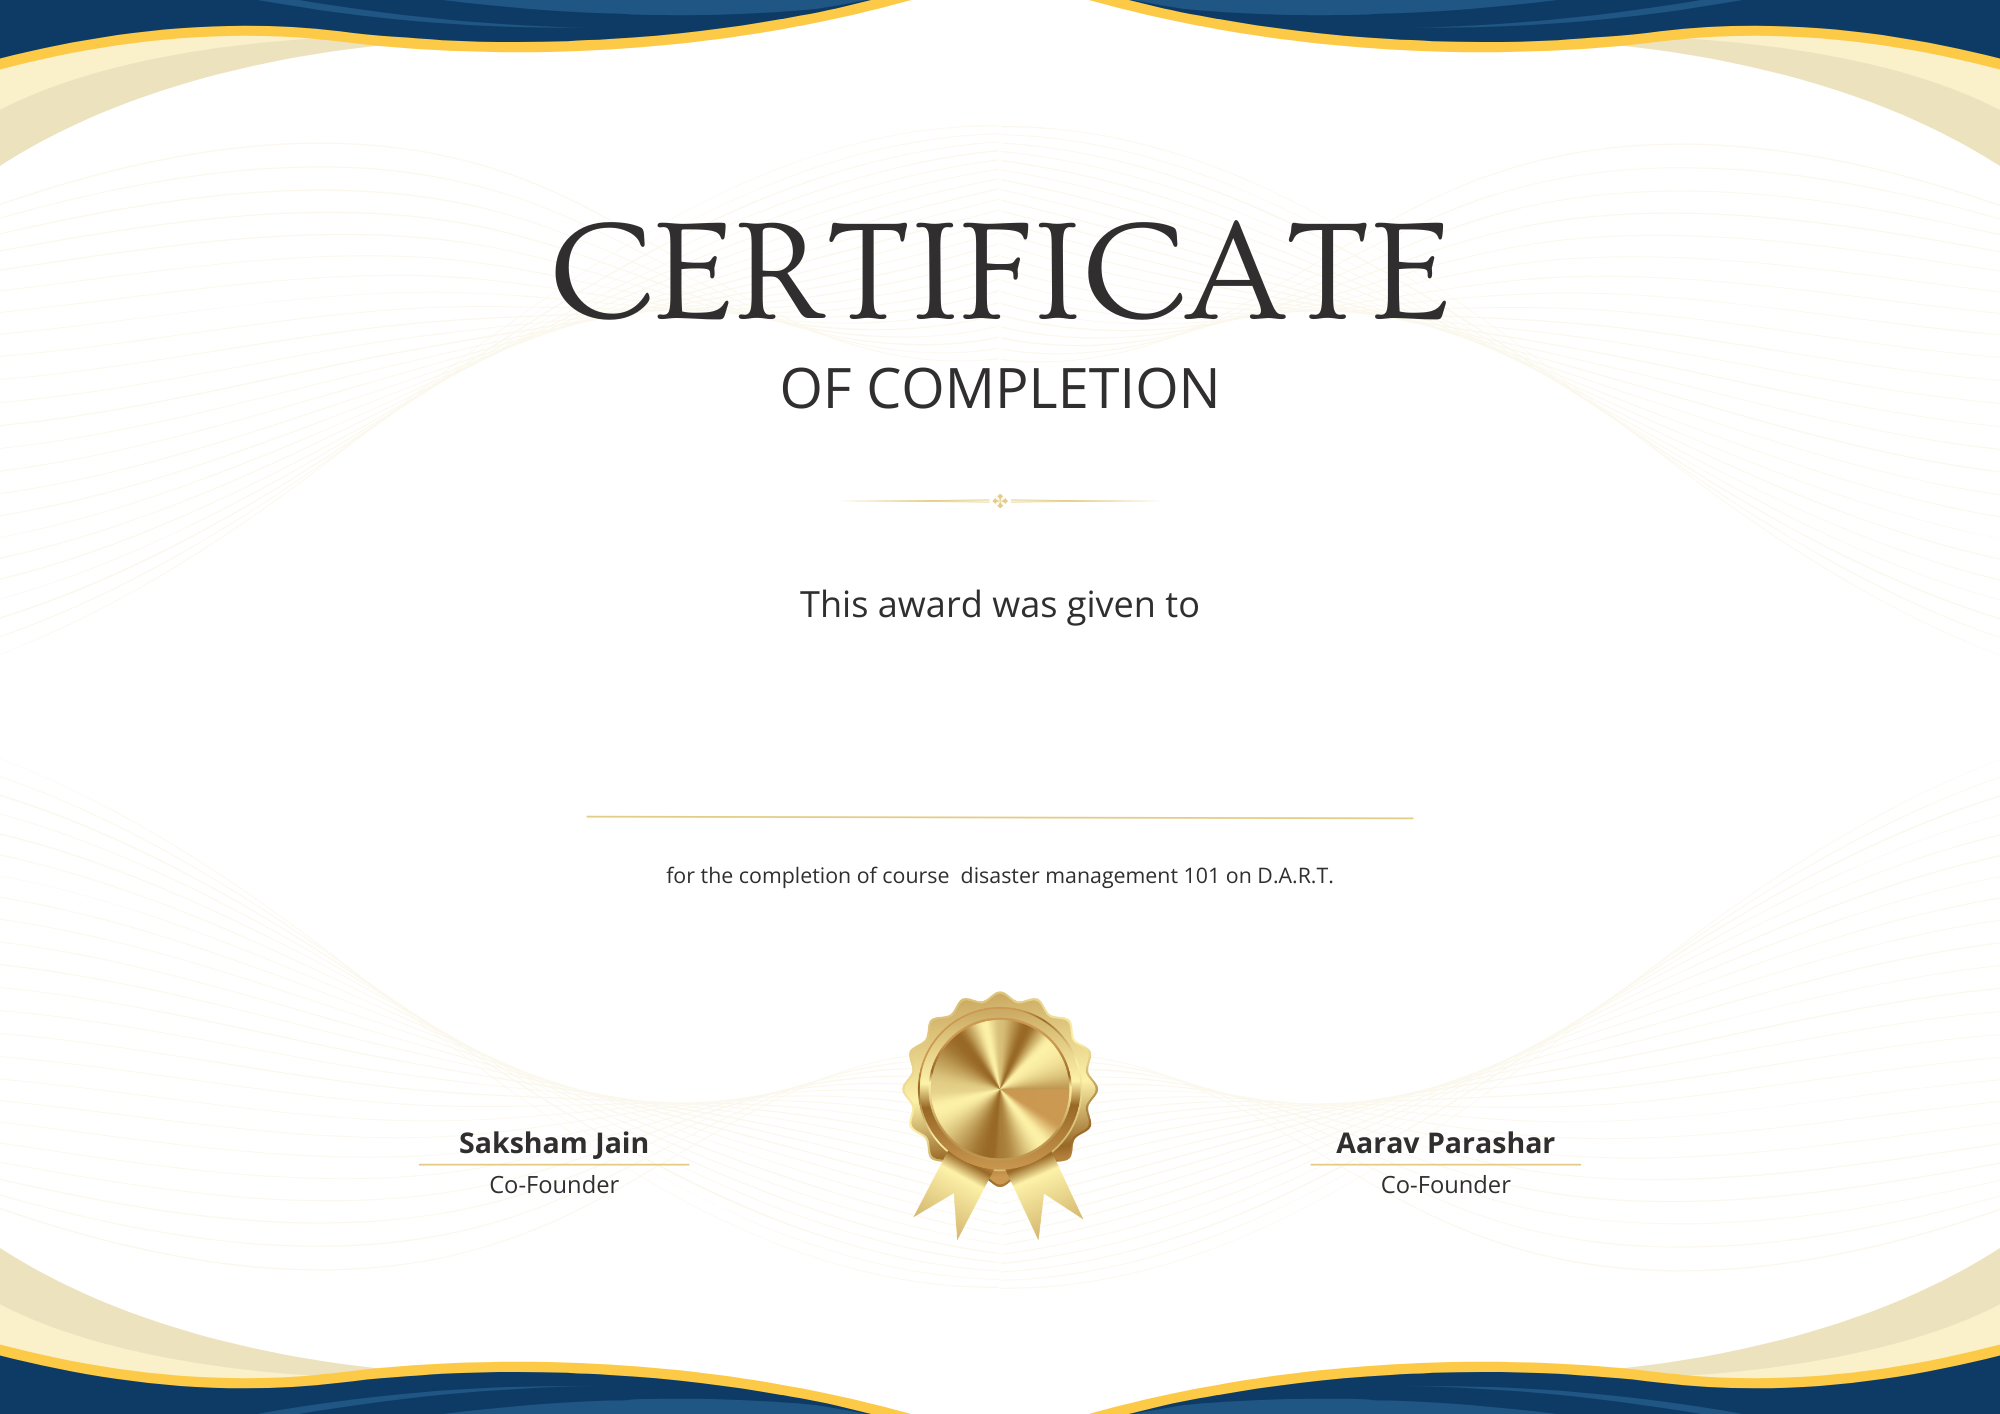 CERTIFICATE
OF COMPLETION
This award was given to
for the completion of course  disaster management 101 on D.A.R.T.
Saksham Jain
Co-Founder
Aarav Parashar
Co-Founder